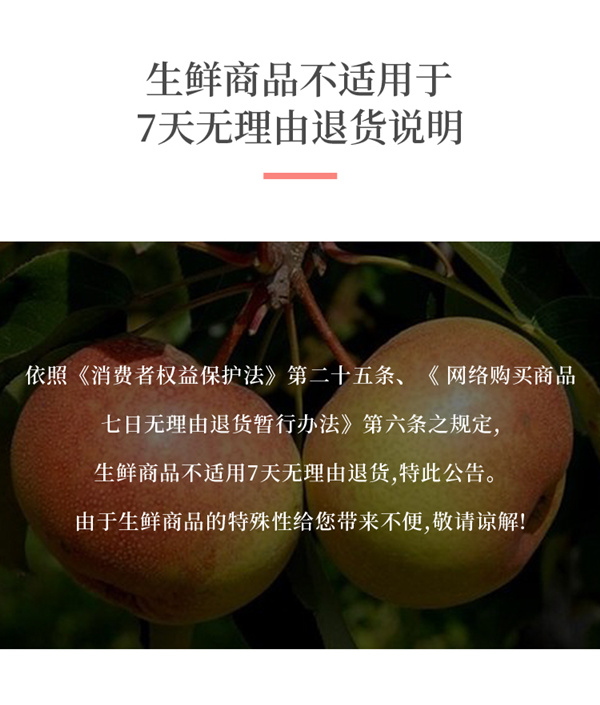 生鲜商品不适用于
7天无理由退货说明
依照《消费者权益保护法》第二十五条、《 网络购买商品
七日无理由退货暂行办法》第六条之规定,
生鲜商品不适用7天无理由退货,特此公告。
由于生鲜商品的特殊性给您带来不便,敬请谅解!